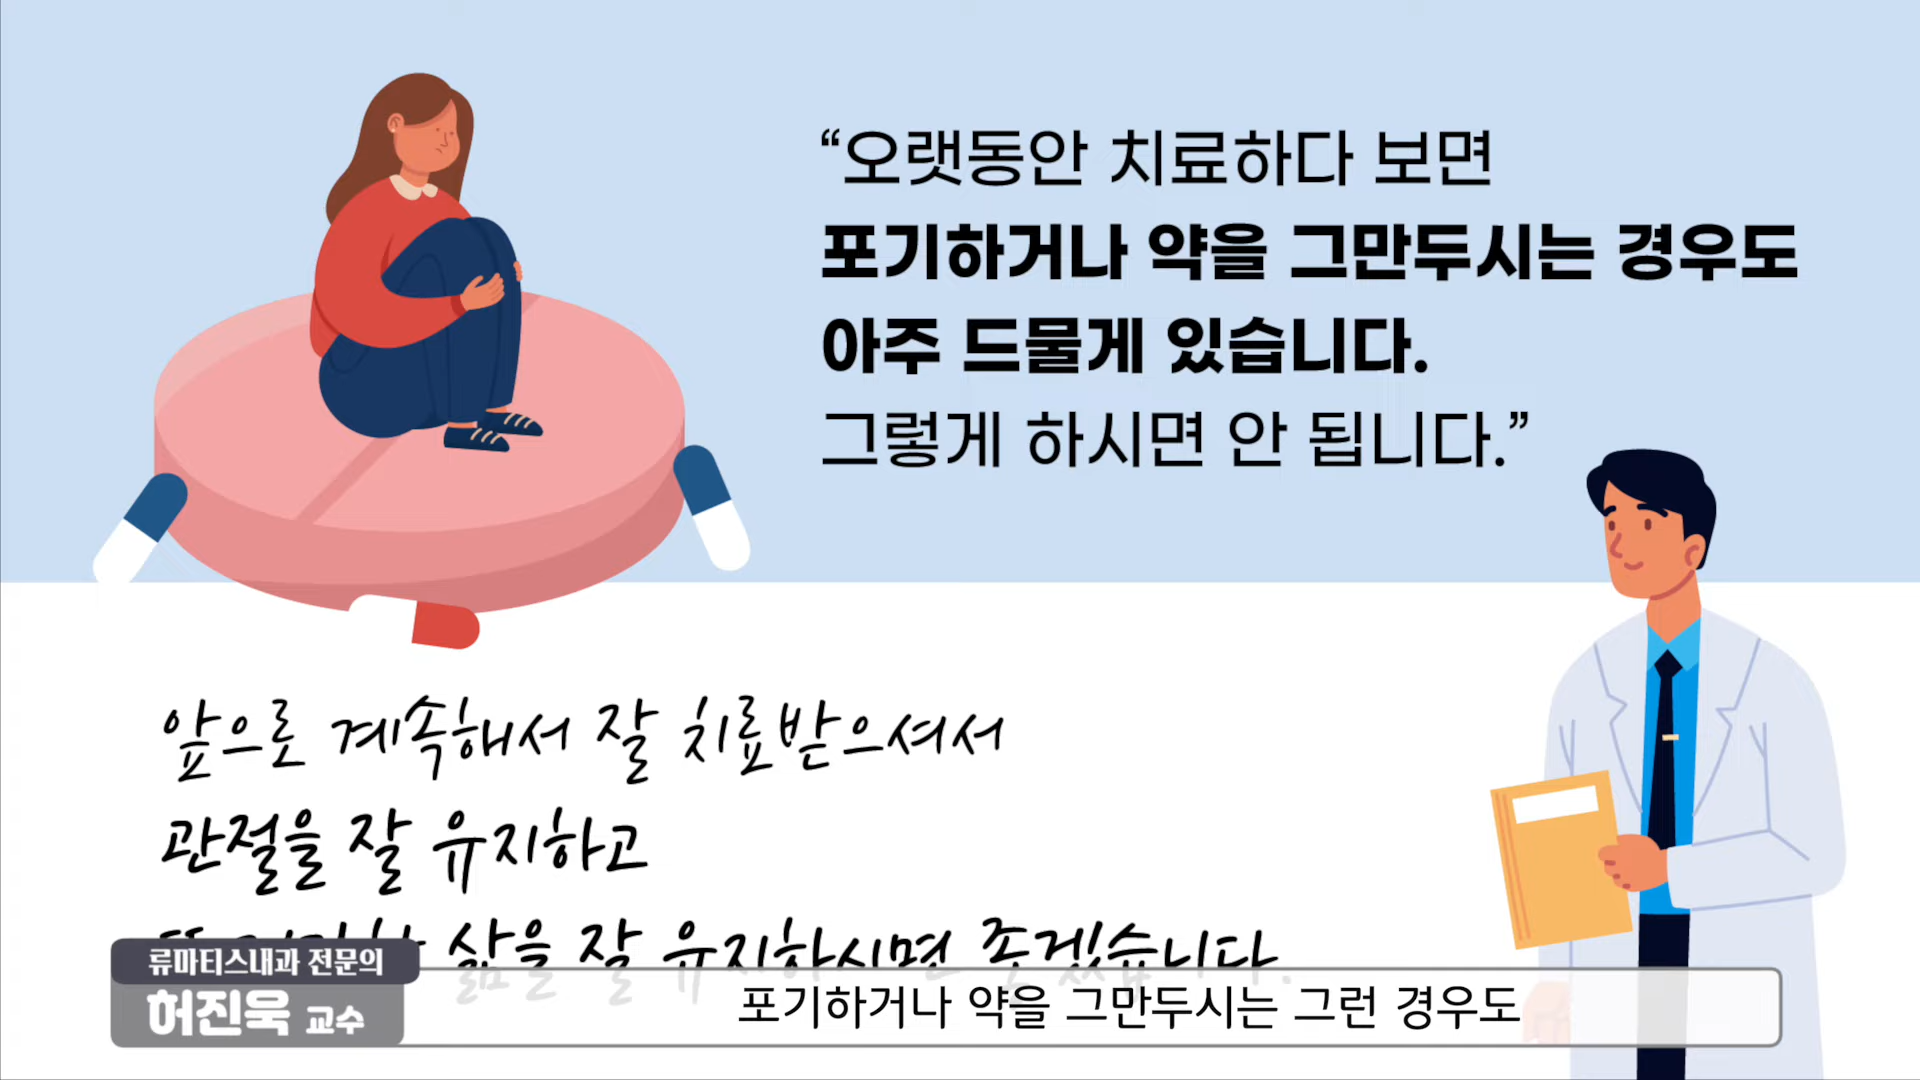 “오랫동안 치료하다 보면
포기하거나 약을 그만두시는 경우도
아주 드물게 있습니다.
그렇게 하시면 안 됩니다.”
앞으로 계속해서 잘 치료받으셔서
관절을 잘 유지하고
삶을 잘 유지하시면 좋겠습니다.
류마티스내과 전문의
허진욱 교수
포기하거나 약을 그만두시는 그런 경우도